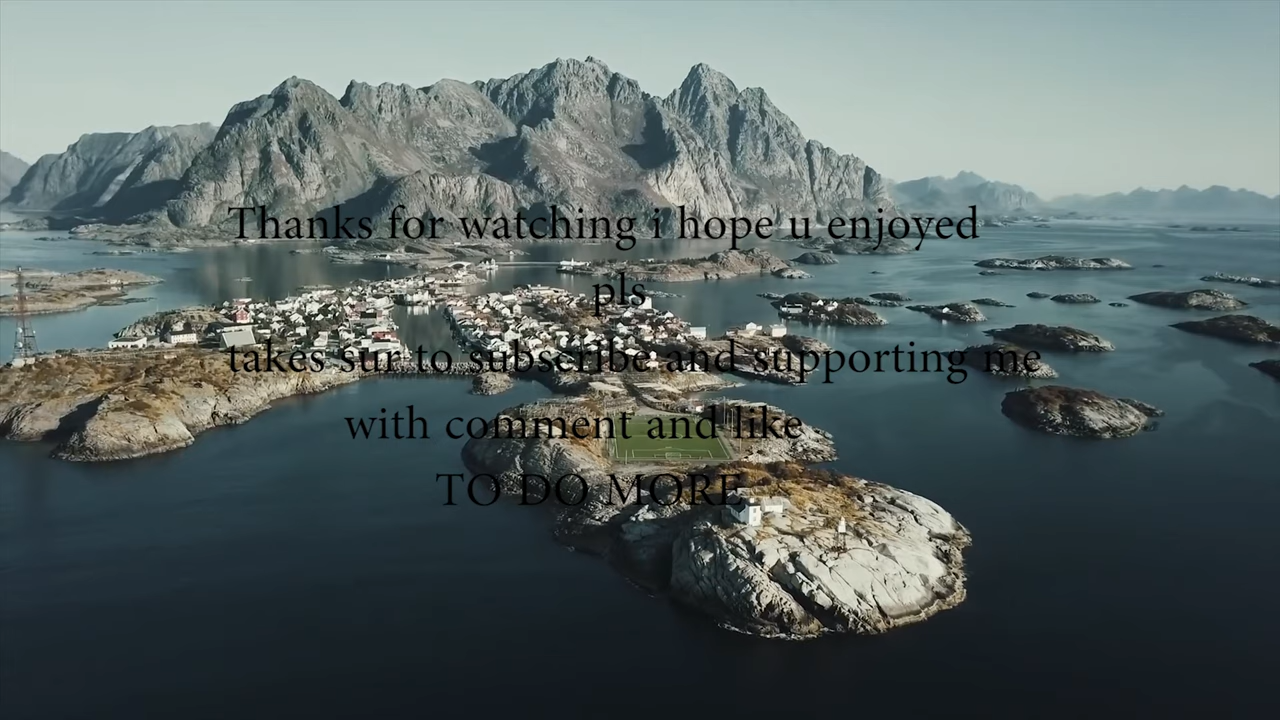 Thanks for watching i hope u enjoyed
pls
takes sur to subscribe and supporting me
with comment and like
TO DO MORE